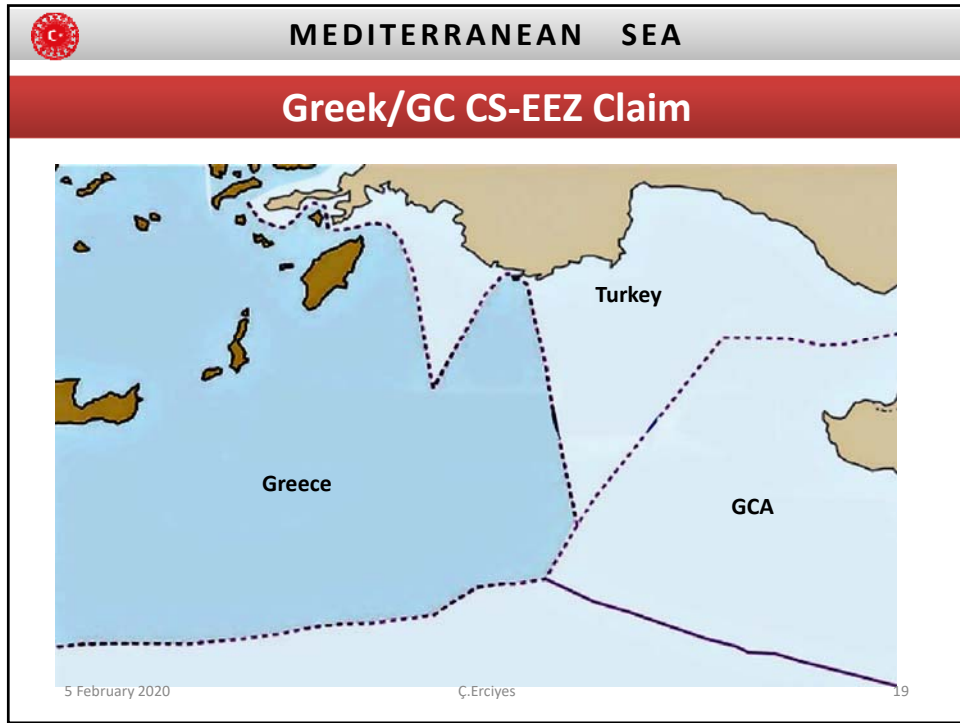 MEDITERRANEAN SEA
Greek/GC CS-EEZ Claim
Turkey
Greece
GCA
5 February 2020
Ç.Erciyes
19